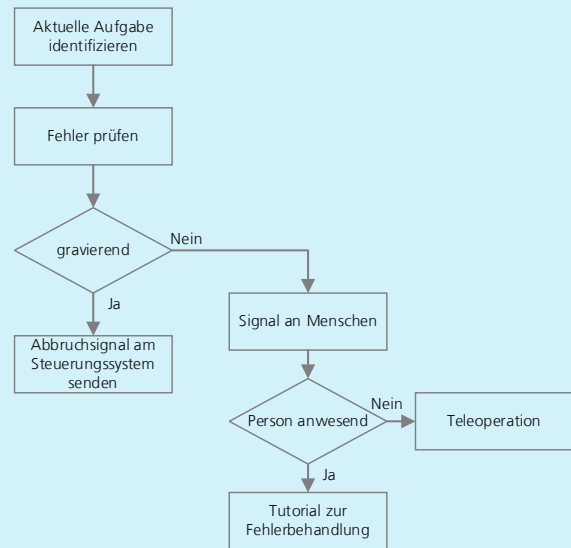 Aktuelle Aufgabe
identifizieren
Fehler prüfen
gravierend
Nein
Ja
Abbruchsignal am
Steuerungssystem
senden
Signal an Menschen
Person anwesend
Nein
Teleoperation
Ja
Tutorial zur
Fehlerbehandlung